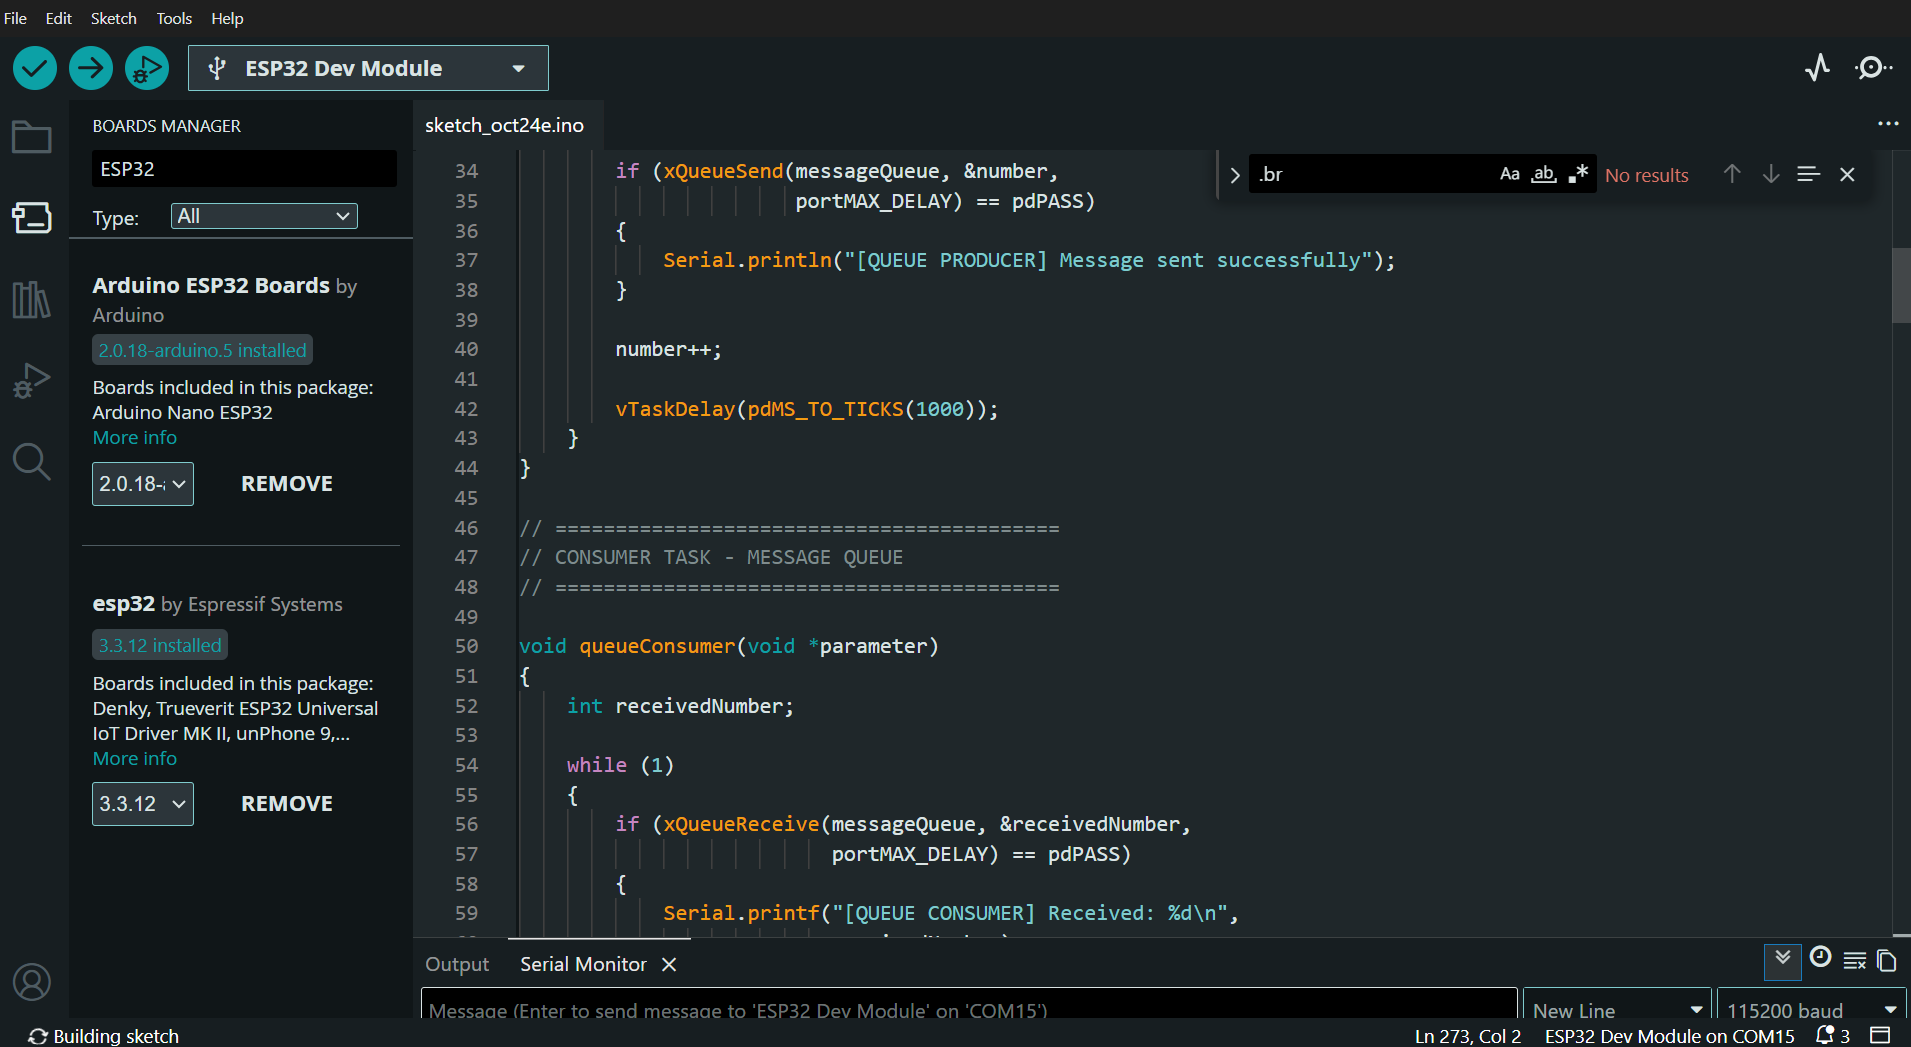 File Edit Sketch Tools Help
ESP32 Dev Module
BOARDS MANAGER
ESP32
Type: All
Arduino ESP32 Boards by
Arduino
2.0.18-arduino.5 installed
Boards included in this package:
Arduino Nano ESP32
More info
2.0.18- REMOVE
esp32 by Espressif Systems
3.3.12 installed
Boards included in this package:
Denky, Trueverit ESP32 Universal
IoT Driver MK II, unPhone 9,...
More info
3.3.12 REMOVE
sketch_oct24e.ino
.br Aa ab .* No results
34 if (xQueueSend(messageQueue, &number,
35 portMAX_DELAY) == pdPASS)
36 {
37 Serial.println("[QUEUE PRODUCER] Message sent successfully");
38 }
39
40 number++;
41
42 vTaskDelay(pdMS_TO_TICKS(1000));
43 }
44 }
45
46 // ==========================================
47 // CONSUMER TASK - MESSAGE QUEUE
48 // ==========================================
49
50 void queueConsumer(void *parameter)
51 {
52 int receivedNumber;
53
54 while (1)
55 {
56 if (xQueueReceive(messageQueue, &receivedNumber,
57 portMAX_DELAY) == pdPASS)
58 {
59 Serial.printf("[QUEUE CONSUMER] Received: %d\n",
Output Serial Monitor
Message (Enter to send message to 'ESP32 Dev Module' on 'COM15')
New Line 115200 baud
Building sketch
Ln 273, Col 2 ESP32 Dev Module on COM15 3